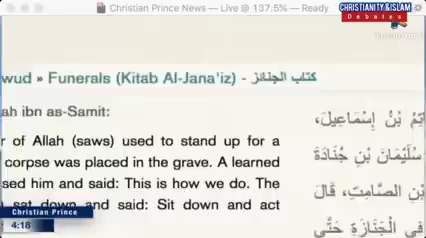 Christian Prince News — Live @ 137.5% — Ready
CHRISTIANITY & ISLAM
Debates
wud » Funerals (Kitab Al-Jana'iz) - كتاب الجنائز
ah ibn as-Samit:
r of Allah (saws) used to stand up for a
corpse was placed in the grave. A learned
sed him and said: This is how we do. The
sat down and said: Sit down and act
تِمُ بْنُ إِسْمَاعِيلَ،
سُلَيْمَانَ بْنِ جُنَادَةَ
بْنِ الصَّامِتِ، قَالَ
فِي الْجَنَازَةِ حَتَّى
Christian Prince
4:18